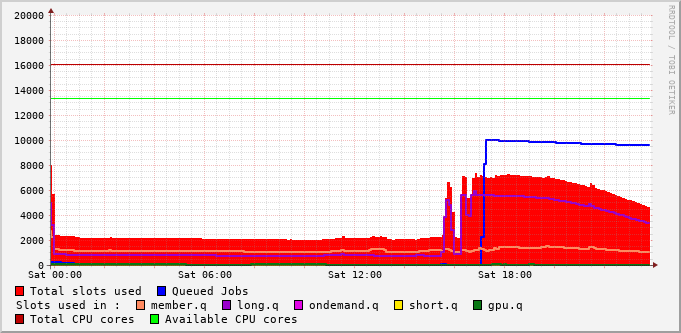 20000
18000
16000
14000
12000
10000
8000
6000
4000
2000
0
Sat 00:00 Sat 06:00 Sat 12:00 Sat 18:00
RRDTOOL / TOBI OETIKER
Total slots used Queued Jobs
Slots used in : member.q long.q ondemand.q short.q gpu.q
Total CPU cores Available CPU cores